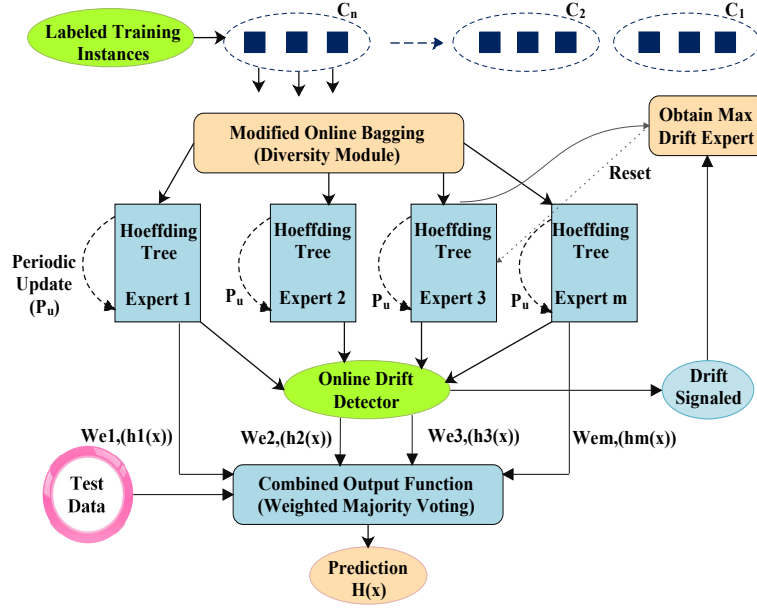 Labeled Training
Instances
Cn
C2
C1
Modified Online Bagging
(Diversity Module)
Obtain Max
Drift Expert
Reset
Hoeffding
Tree
Expert 1
Hoeffding
Tree
Expert 2
Hoeffding
Tree
Expert 3
Hoeffding
Tree
Expert m
Periodic
Update
(Pu)
Pu
Pu
Pu
Online Drift
Detector
Drift
Signaled
We1,(h1(x))
We2,(h2(x))
We3,(h3(x))
Wem,(hm(x))
Test
Data
Combined Output Function
(Weighted Majority Voting)
Prediction
H(x)